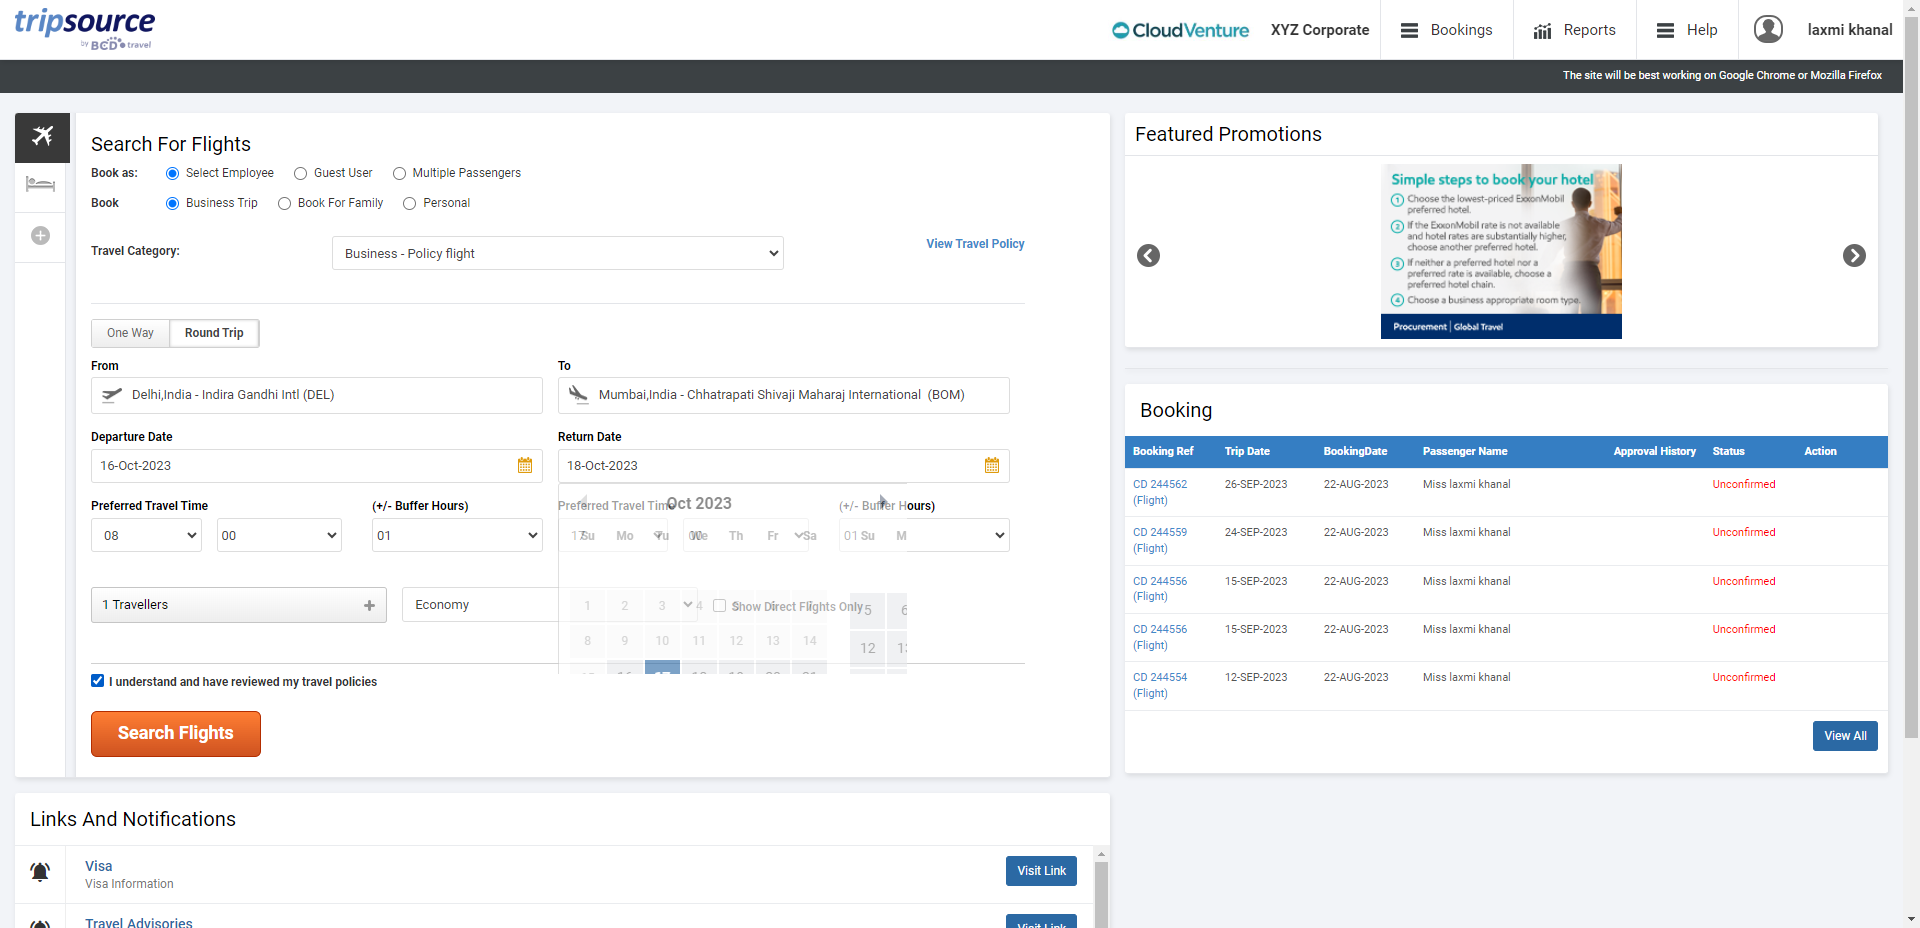 tripsource
by BCD travel
CloudVenture
XYZ Corporate
Bookings
Reports
Help
laxmi khanal
The site will be best working on Google Chrome or Mozilla Firefox
Search For Flights
Book as:
Select Employee
Guest User
Multiple Passengers
Book
Business Trip
Book For Family
Personal
Travel Category:
Business - Policy flight
View Travel Policy
One Way
Round Trip
From
To
Delhi,India - Indira Gandhi Intl (DEL)
Mumbai,India - Chhatrapati Shivaji Maharaj International (BOM)
Departure Date
Return Date
16-Oct-2023
18-Oct-2023
Preferred Travel Time
(+/- Buffer Hours)
Preferred Travel Time
Oct 2023
(+/- Buffer Hours)
08
00
01
17
00
01
Su Mo Tu We Th Fr Sa
Su M
1 Travellers
Economy
Show Direct Flights Only
1 2 3 4 5 6 7
5 6
8 9 10 11 12 13 14
12 13
I understand and have reviewed my travel policies
Search Flights
Featured Promotions
Simple steps to book your hotel
1 Choose the lowest-priced ExxonMobil
preferred hotel.
2 If the ExxonMobil rate is not available
and hotel rates are substantially higher,
choose another preferred hotel.
3 If neither a preferred hotel nor a
preferred rate is available, choose a
preferred hotel chain.
4 Choose a business appropriate room type.
Procurement | Global Travel
Booking
Booking Ref Trip Date BookingDate Passenger Name Approval History Status Action
CD 244562 26-SEP-2023 22-AUG-2023 Miss laxmi khanal Unconfirmed
(Flight)
CD 244559 24-SEP-2023 22-AUG-2023 Miss laxmi khanal Unconfirmed
(Flight)
CD 244556 15-SEP-2023 22-AUG-2023 Miss laxmi khanal Unconfirmed
(Flight)
CD 244556 15-SEP-2023 22-AUG-2023 Miss laxmi khanal Unconfirmed
(Flight)
CD 244554 12-SEP-2023 22-AUG-2023 Miss laxmi khanal Unconfirmed
(Flight)
View All
Links And Notifications
Visa
Visa Information
Visit Link
Travel Advisories
Visit Link